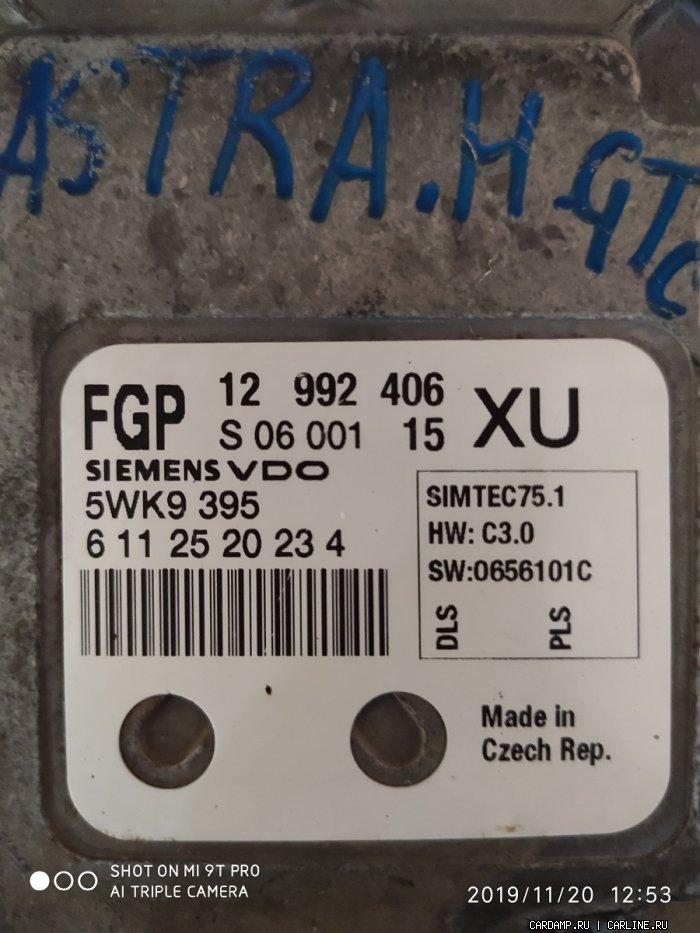 ASTRA.H GTC
FGP 12 992 406 XU
S 06 001 15
SIEMENS VDO
5WK9 395
6 11 25 20 23 4
SIMTEC75.1
HW: C3.0
SW:0656101C
DLS PLS
Made in
Czech Rep.
SHOT ON MI 9T PRO
AI TRIPLE CAMERA
2019/11/20 12:53
CARDAMP.RU | CARLINE.RU